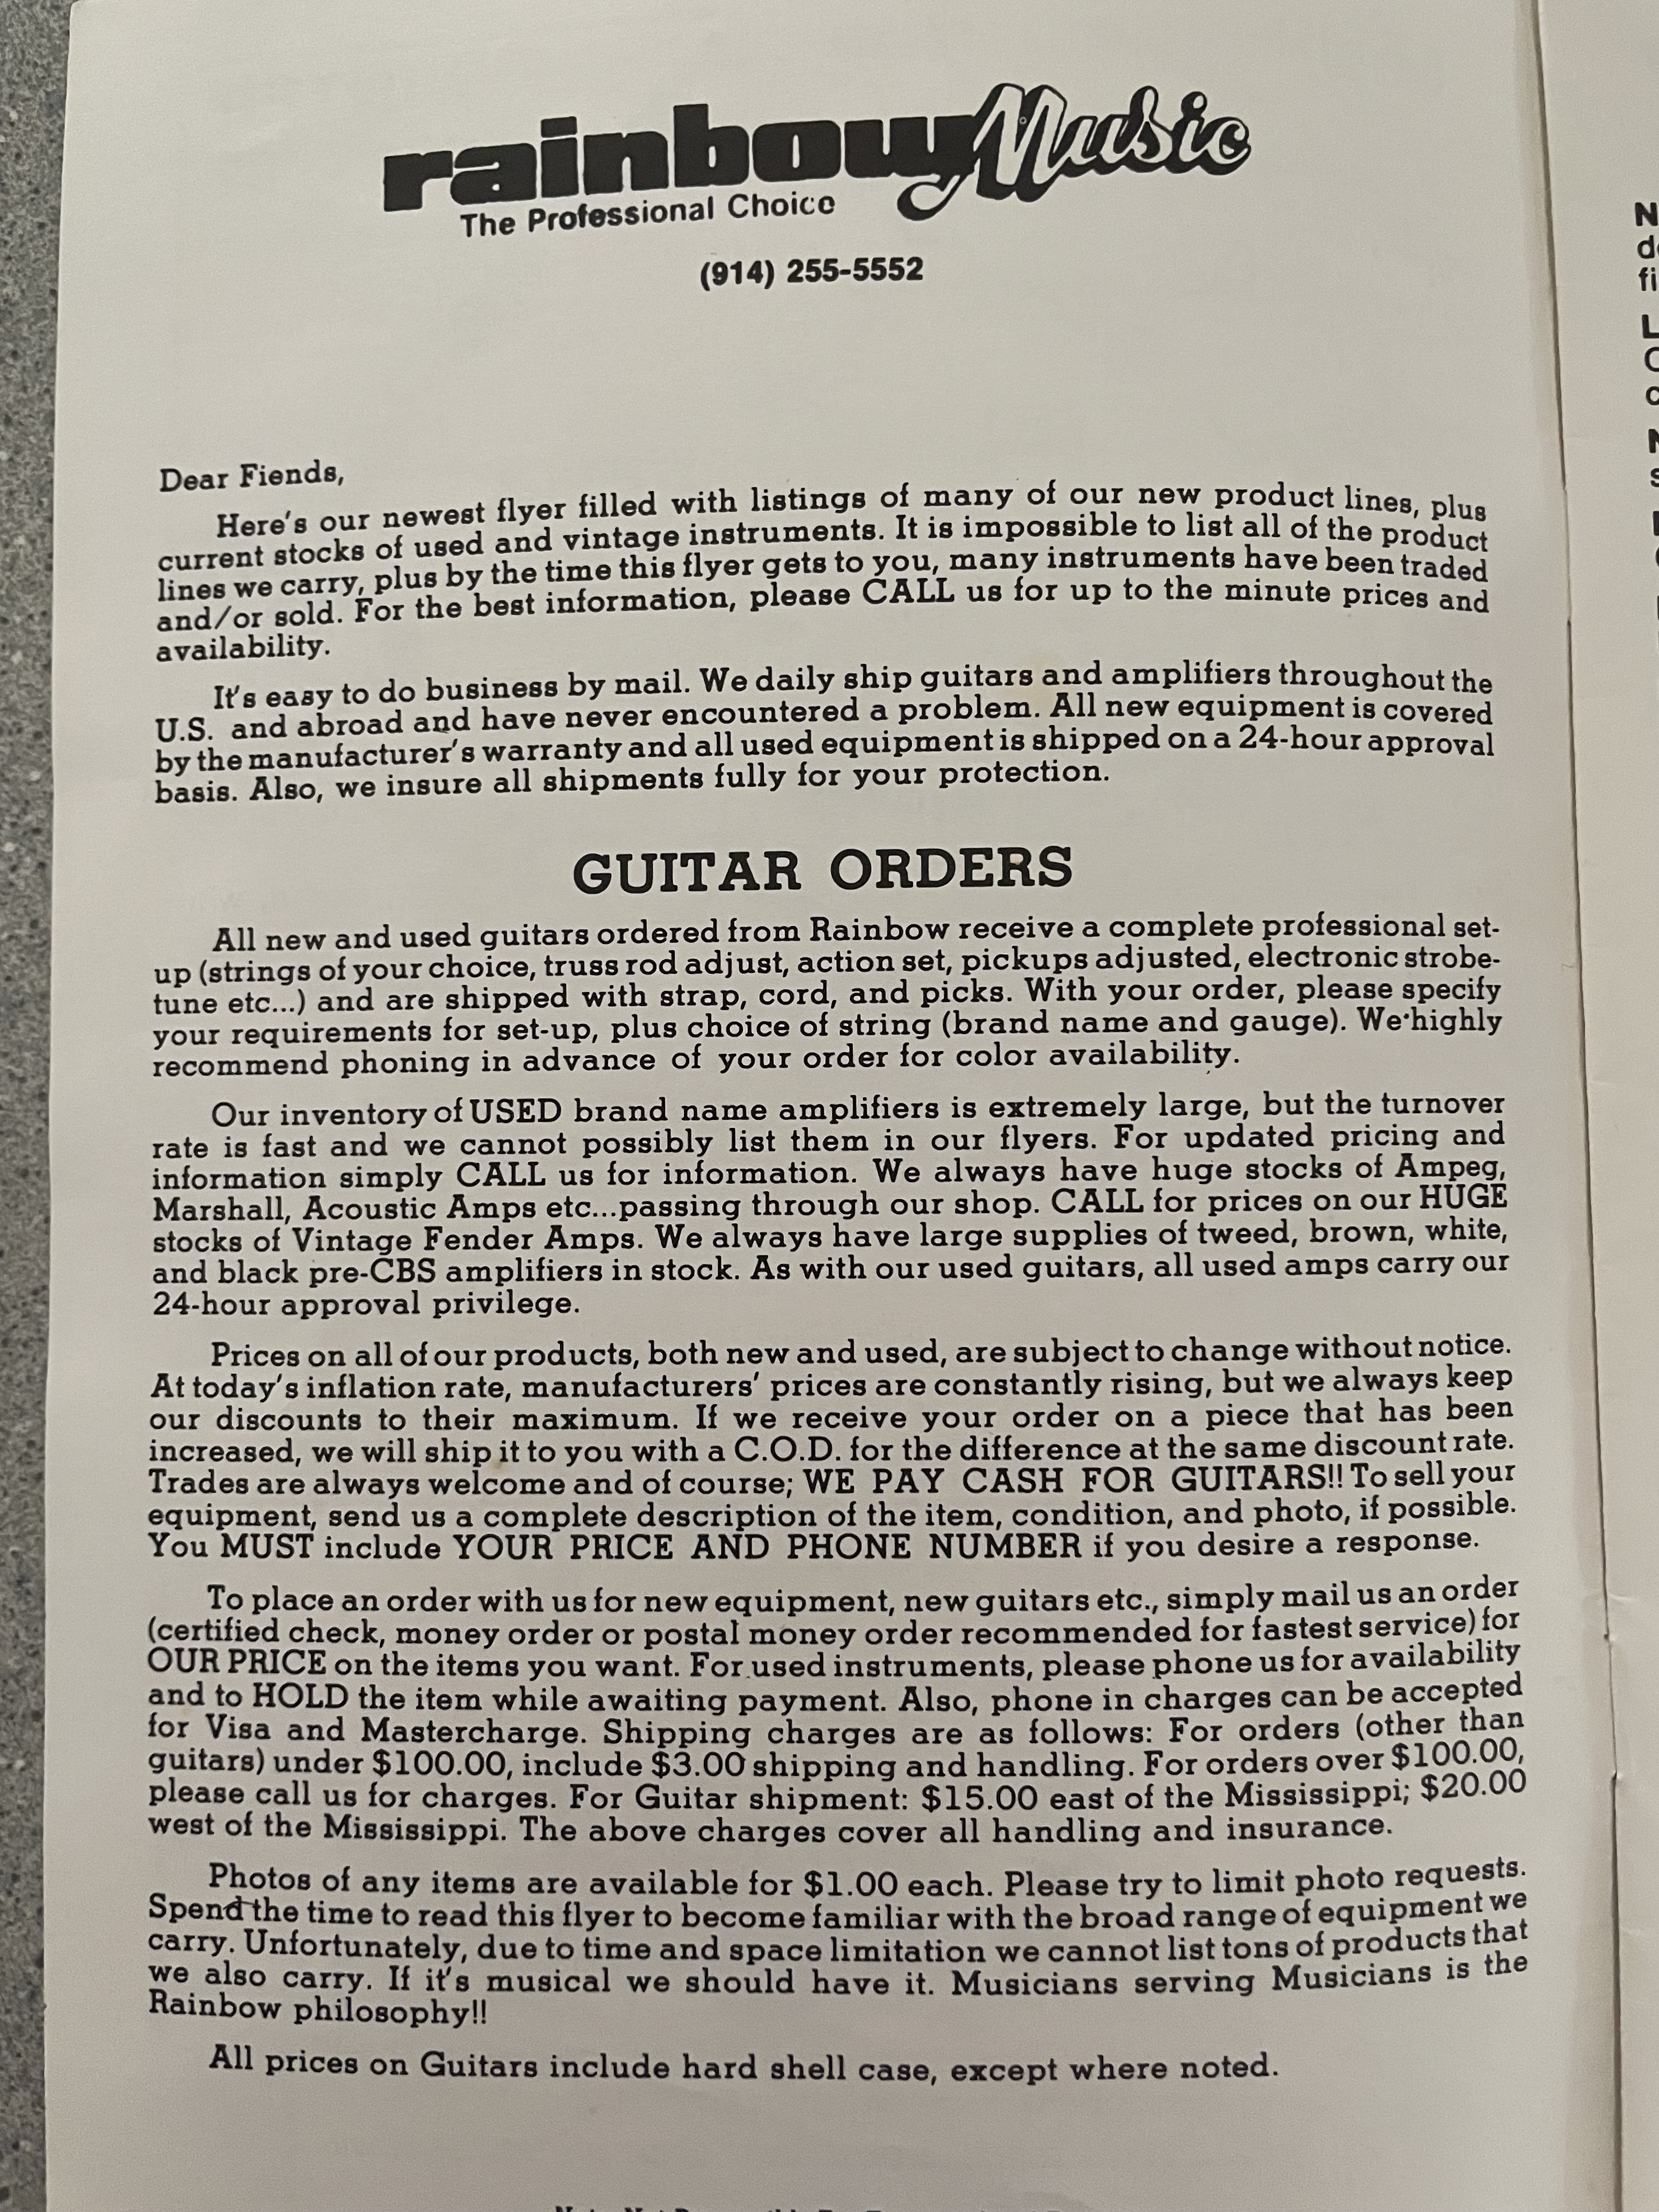 rainbow Music
The Professional Choice
(914) 255-5552
Dear Fiends,
Here's our newest flyer filled with listings of many of our new product lines, plus
current stocks of used and vintage instruments. It is impossible to list all of the product
lines we carry, plus by the time this flyer gets to you, many instruments have been traded
and/or sold. For the best information, please CALL us for up to the minute prices and
availability.
It's easy to do business by mail. We daily ship guitars and amplifiers throughout the
U.S. and abroad and have never encountered a problem. All new equipment is covered
by the manufacturer's warranty and all used equipment is shipped on a 24-hour approval
basis. Also, we insure all shipments fully for your protection.
GUITAR ORDERS
All new and used guitars ordered from Rainbow receive a complete professional set-
up (strings of your choice, truss rod adjust, action set, pickups adjusted, electronic strobe-
tune etc...) and are shipped with strap, cord, and picks. With your order, please specify
your requirements for set-up, plus choice of string (brand name and gauge). We highly
recommend phoning in advance of your order for color availability.
Our inventory of USED brand name amplifiers is extremely large, but the turnover
rate is fast and we cannot possibly list them in our flyers. For updated pricing and
information simply CALL us for information. We always have huge stocks of Ampeg,
Marshall, Acoustic Amps etc...passing through our shop. CALL for prices on our HUGE
stocks of Vintage Fender Amps. We always have large supplies of tweed, brown, white,
and black pre-CBS amplifiers in stock. As with our used guitars, all used amps carry our
24-hour approval privilege.
Prices on all of our products, both new and used, are subject to change without notice.
At today's inflation rate, manufacturers' prices are constantly rising, but we always keep
our discounts to their maximum. If we receive your order on a piece that has been
increased, we will ship it to you with a C.O.D. for the difference at the same discount rate.
Trades are always welcome and of course; WE PAY CASH FOR GUITARS!! To sell your
equipment, send us a complete description of the item, condition, and photo, if possible.
You MUST include YOUR PRICE AND PHONE NUMBER if you desire a response.
To place an order with us for new equipment, new guitars etc., simply mail us an order
(certified check, money order or postal money order recommended for fastest service) for
OUR PRICE on the items you want. For used instruments, please phone us for availability
and to HOLD the item while awaiting payment. Also, phone in charges can be accepted
for Visa and Mastercharge. Shipping charges are as follows: For orders (other than
guitars) under $100.00, include $3.00 shipping and handling. For orders over $100.00,
please call us for charges. For Guitar shipment: $15.00 east of the Mississippi; $20.00
west of the Mississippi. The above charges cover all handling and insurance.
Photos of any items are available for $1.00 each. Please try to limit photo requests.
Spend the time to read this flyer to become familiar with the broad range of equipment we
carry. Unfortunately, due to time and space limitation we cannot list tons of products that
we also carry. If it's musical we should have it. Musicians serving Musicians is the
Rainbow philosophy!!
All prices on Guitars include hard shell case, except where noted.